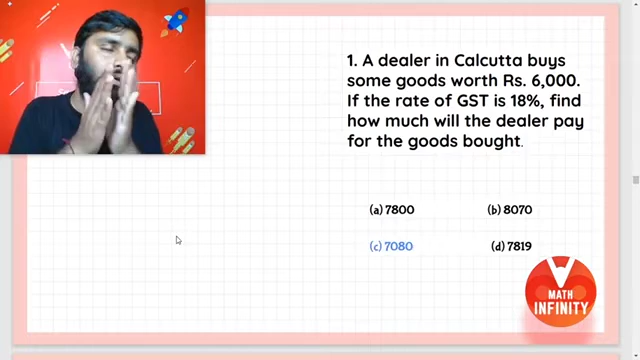 1. A dealer in Calcutta buys
some goods worth Rs. 6,000.
If the rate of GST is 18%, find
how much will the dealer pay
for the goods bought.
(a) 7800
(b) 8070
(c) 7080
(d) 7819
MATH
INFINITY